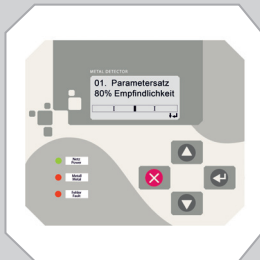 METAL DETECTOR
01. Parametersatz
80% Empfindlichkeit
Netz
Power
Metall
Metal
Fehler
Fault